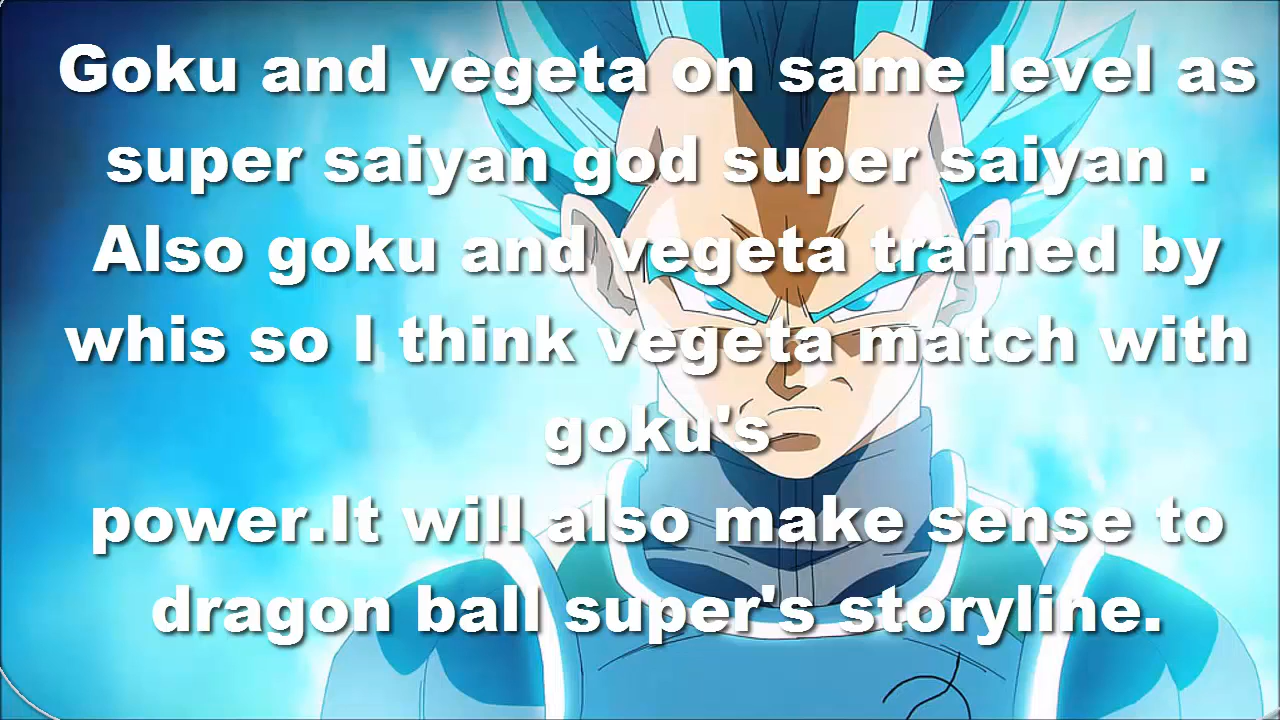 Goku and vegeta on same level as
super saiyan god super saiyan .
Also goku and vegeta trained by
whis so I think vegeta match with
goku's
power.It will also make sense to
dragon ball super's storyline.